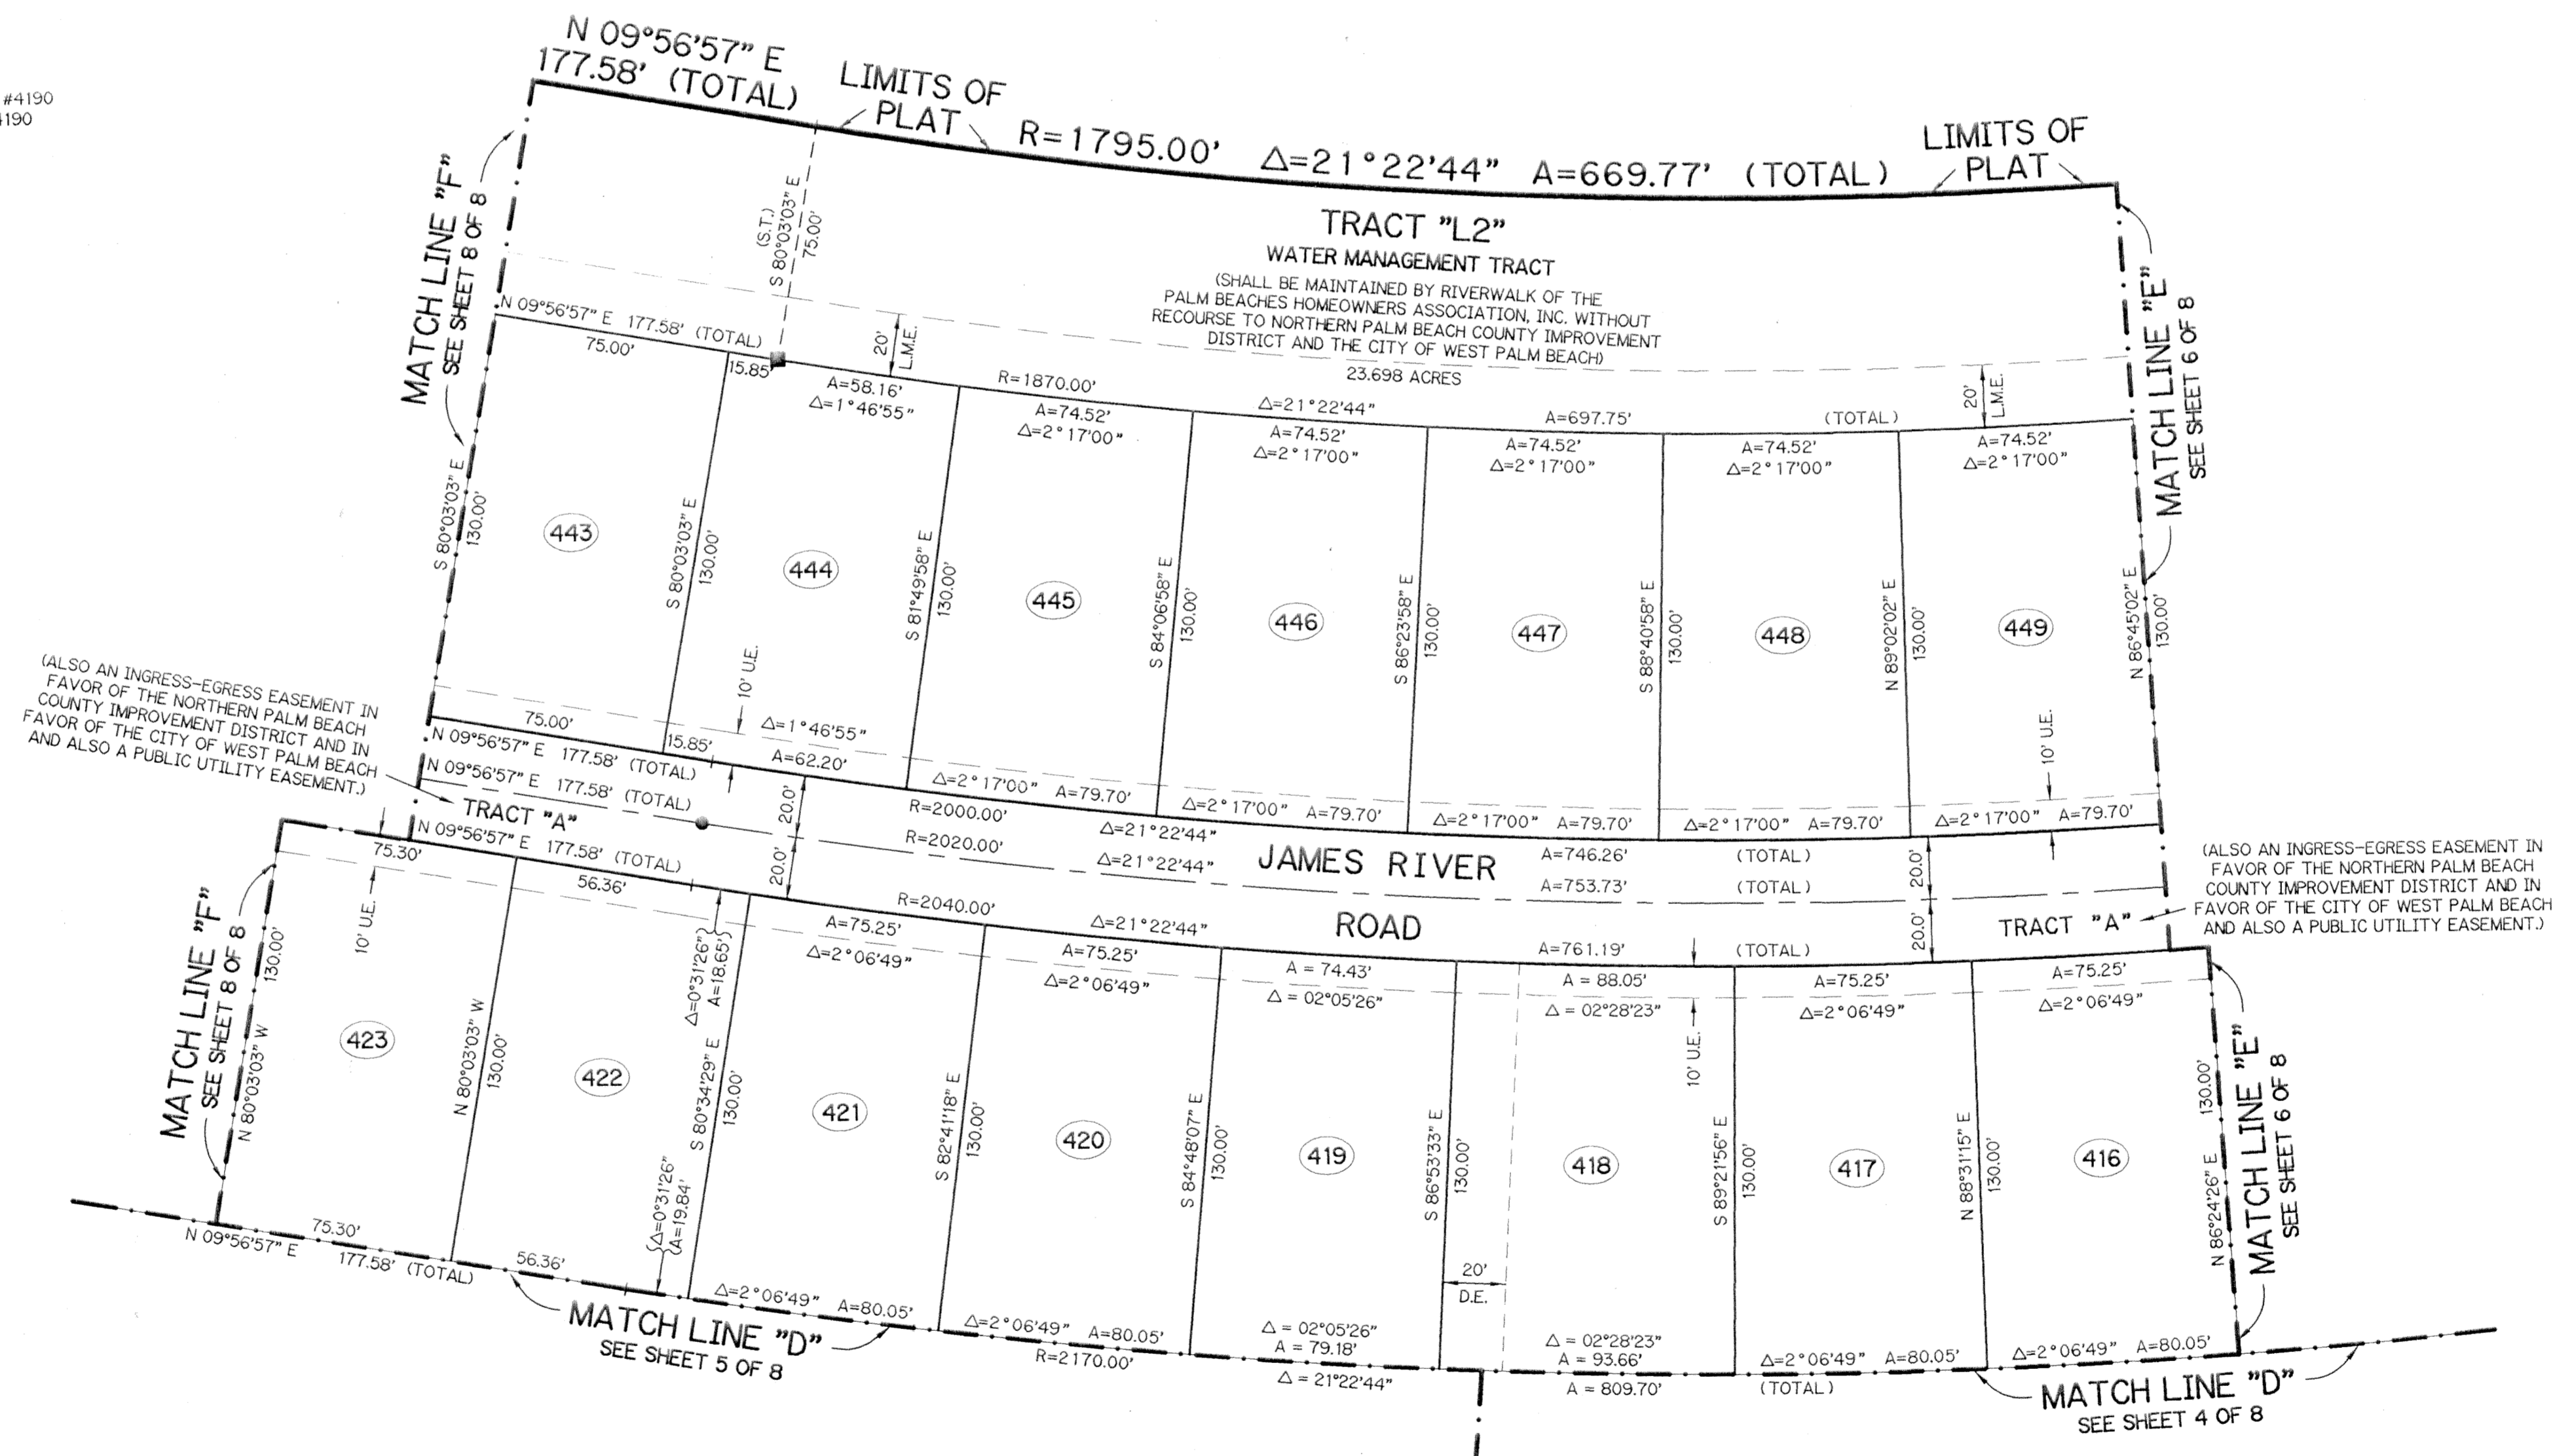 #4190
4190
N 09°56'57" E
177.58' (TOTAL)
LIMITS OF
PLAT
R=1795.00' Δ=21°22'44" A=669.77' (TOTAL)
LIMITS OF
PLAT
MATCH LINE "F"
SEE SHEET 8 OF 8
(S.T.)
S 80°03'03" E
75.00'
TRACT "L2"
WATER MANAGEMENT TRACT
(SHALL BE MAINTAINED BY RIVERWALK OF THE
PALM BEACHES HOMEOWNERS ASSOCIATION, INC. WITHOUT
RECOURSE TO NORTHERN PALM BEACH COUNTY IMPROVEMENT
DISTRICT AND THE CITY OF WEST PALM BEACH)
23.698 ACRES
MATCH LINE "E"
SEE SHEET 6 OF 8
N 09°56'57" E 177.58' (TOTAL)
20'
L.M.E.
R=1870.00'
Δ=21°22'44"
A=697.75'
(TOTAL)
20'
L.M.E.
75.00'
15.85'
A=58.16'
Δ=1°46'55"
A=74.52'
Δ=2°17'00"
A=74.52'
Δ=2°17'00"
A=74.52'
Δ=2°17'00"
A=74.52'
Δ=2°17'00"
A=74.52'
Δ=2°17'00"
S 80°03'03" E
130.00'
443
S 80°03'03" E
130.00'
444
S 81°49'58" E
130.00'
445
S 84°06'58" E
130.00'
446
S 86°23'58" E
130.00'
447
S 88°40'58" E
130.00'
448
N 89°02'02" E
130.00'
449
N 86°45'02" E
130.00'
10' U.E.
10' U.E.
75.00'
15.85'
Δ=1°46'55"
A=62.20'
Δ=2°17'00" A=79.70'
Δ=2°17'00" A=79.70'
Δ=2°17'00" A=79.70'
Δ=2°17'00" A=79.70'
Δ=2°17'00" A=79.70'
(ALSO AN INGRESS-EGRESS EASEMENT IN
FAVOR OF THE NORTHERN PALM BEACH
COUNTY IMPROVEMENT DISTRICT AND IN
FAVOR OF THE CITY OF WEST PALM BEACH
AND ALSO A PUBLIC UTILITY EASEMENT.)
N 09°56'57" E 177.58' (TOTAL)
N 09°56'57" E 177.58' (TOTAL)
TRACT "A"
N 09°56'57" E 177.58' (TOTAL)
20.0'
20.0'
R=2000.00'
Δ=21°22'44"
A=746.26'
(TOTAL)
R=2020.00'
Δ=21°22'44"
A=753.73'
(TOTAL)
JAMES RIVER
ROAD
R=2040.00'
Δ=21°22'44"
A=761.19'
(TOTAL)
20.0'
20.0'
TRACT "A"
(ALSO AN INGRESS-EGRESS EASEMENT IN
FAVOR OF THE NORTHERN PALM BEACH
COUNTY IMPROVEMENT DISTRICT AND IN
FAVOR OF THE CITY OF WEST PALM BEACH
AND ALSO A PUBLIC UTILITY EASEMENT.)
MATCH LINE "F"
SEE SHEET 8 OF 8
75.30'
56.36'
Δ=0°31'26"
A=18.65'
A=75.25'
Δ=2°06'49"
A=75.25'
Δ=2°06'49"
A = 74.43'
Δ = 02°05'26"
A = 88.05'
Δ = 02°28'23"
A=75.25'
Δ=2°06'49"
A=75.25'
Δ=2°06'49"
10' U.E.
10' U.E.
N 80°03'03" W
130.00'
423
N 80°03'03" W
130.00'
422
S 80°34'29" E
130.00'
421
S 82°41'18" E
130.00'
420
S 84°48'07" E
130.00'
419
S 86°53'33" E
130.00'
418
S 89°21'56" E
130.00'
417
N 88°31'15" E
130.00'
416
N 86°24'26" E
130.00'
MATCH LINE "E"
SEE SHEET 6 OF 8
20'
D.E.
75.30'
N 09°56'57" E
177.58' (TOTAL)
56.36'
Δ=0°31'26"
A=19.84'
Δ=2°06'49" A=80.05'
Δ=2°06'49" A=80.05'
Δ = 02°05'26"
A = 79.18'
Δ = 02°28'23"
A = 93.66'
Δ=2°06'49" A=80.05'
Δ=2°06'49" A=80.05'
R=2170.00'
Δ = 21°22'44"
A = 809.70'
(TOTAL)
MATCH LINE "D"
SEE SHEET 5 OF 8
MATCH LINE "D"
SEE SHEET 4 OF 8